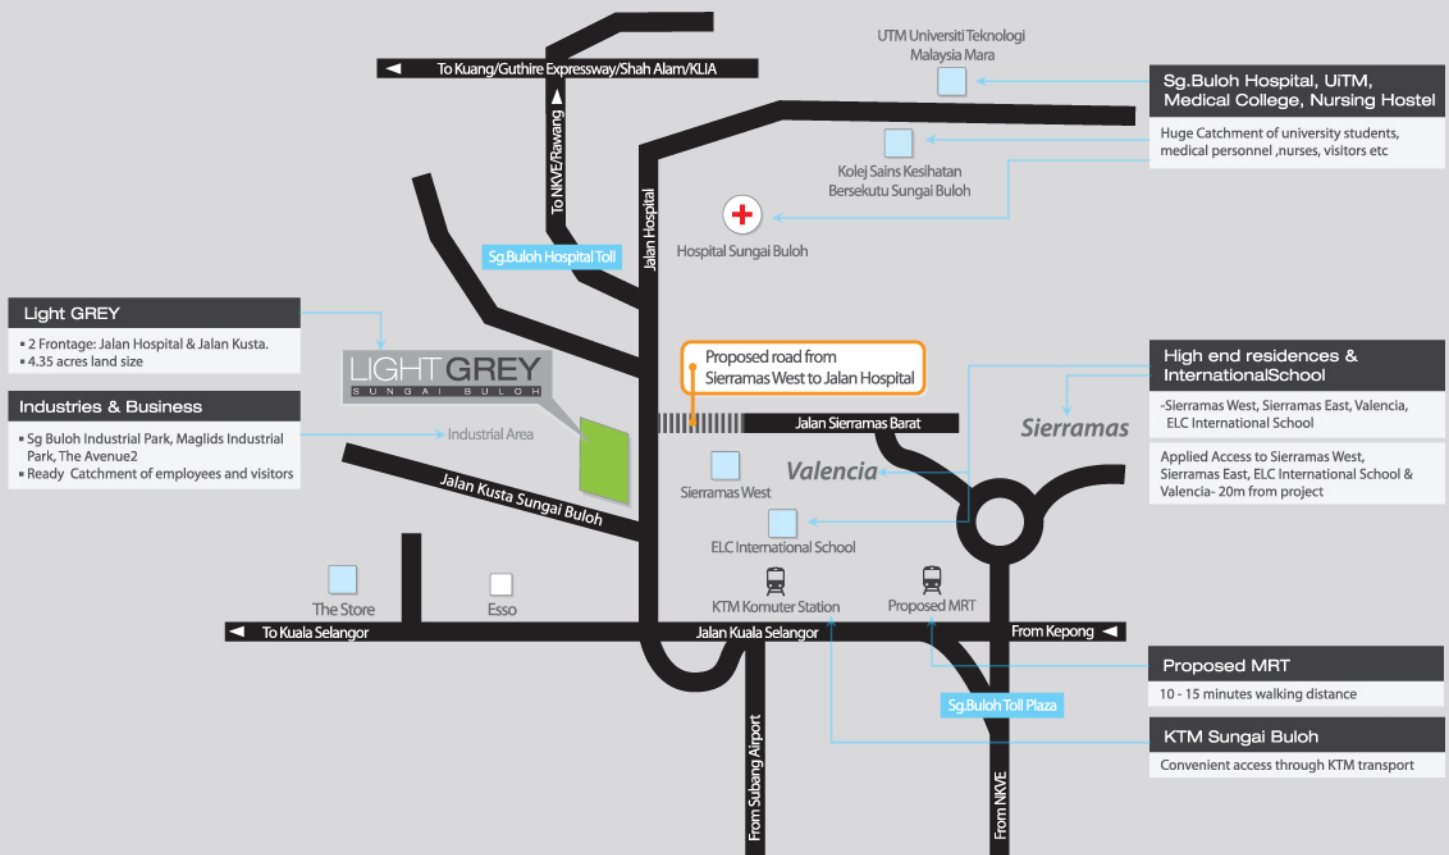 UTM Universiti Teknologi
Malaysia Mara
To Kuang/Guthire Expressway/Shah Alam/KLIA
Sg.Buloh Hospital, UiTM,
Medical College, Nursing Hostel
Huge Catchment of university students,
medical personnel ,nurses, visitors etc
To NKVE/Rawang
Kolej Sains Kesihatan
Bersekutu Sungai Buloh
Jalan Hospital
Sg.Buloh Hospital Toll
Hospital Sungai Buloh
Light GREY
▪ 2 Frontage: Jalan Hospital & Jalan Kusta.
▪ 4.35 acres land size
LIGHT GREY
SUNGAI BULOH
Proposed road from
Sierramas West to Jalan Hospital
High end residences &
InternationalSchool
-Sierramas West, Sierramas East, Valencia,
ELC International School
Applied Access to Sierramas West,
Sierramas East, ELC International School &
Valencia- 20m from project
Industries & Business
▪ Sg Buloh Industrial Park, Maglids Industrial
Park, The Avenue2
▪ Ready Catchment of employees and visitors
Industrial Area
Jalan Sierramas Barat
Sierramas
Valencia
Sierramas West
Jalan Kusta Sungai Buloh
ELC International School
The Store
Esso
KTM Komuter Station
Proposed MRT
To Kuala Selangor
Jalan Kuala Selangor
From Kepong
Proposed MRT
10 - 15 minutes walking distance
Sg.Buloh Toll Plaza
KTM Sungai Buloh
Convenient access through KTM transport
From Subang Airport
From NKVE